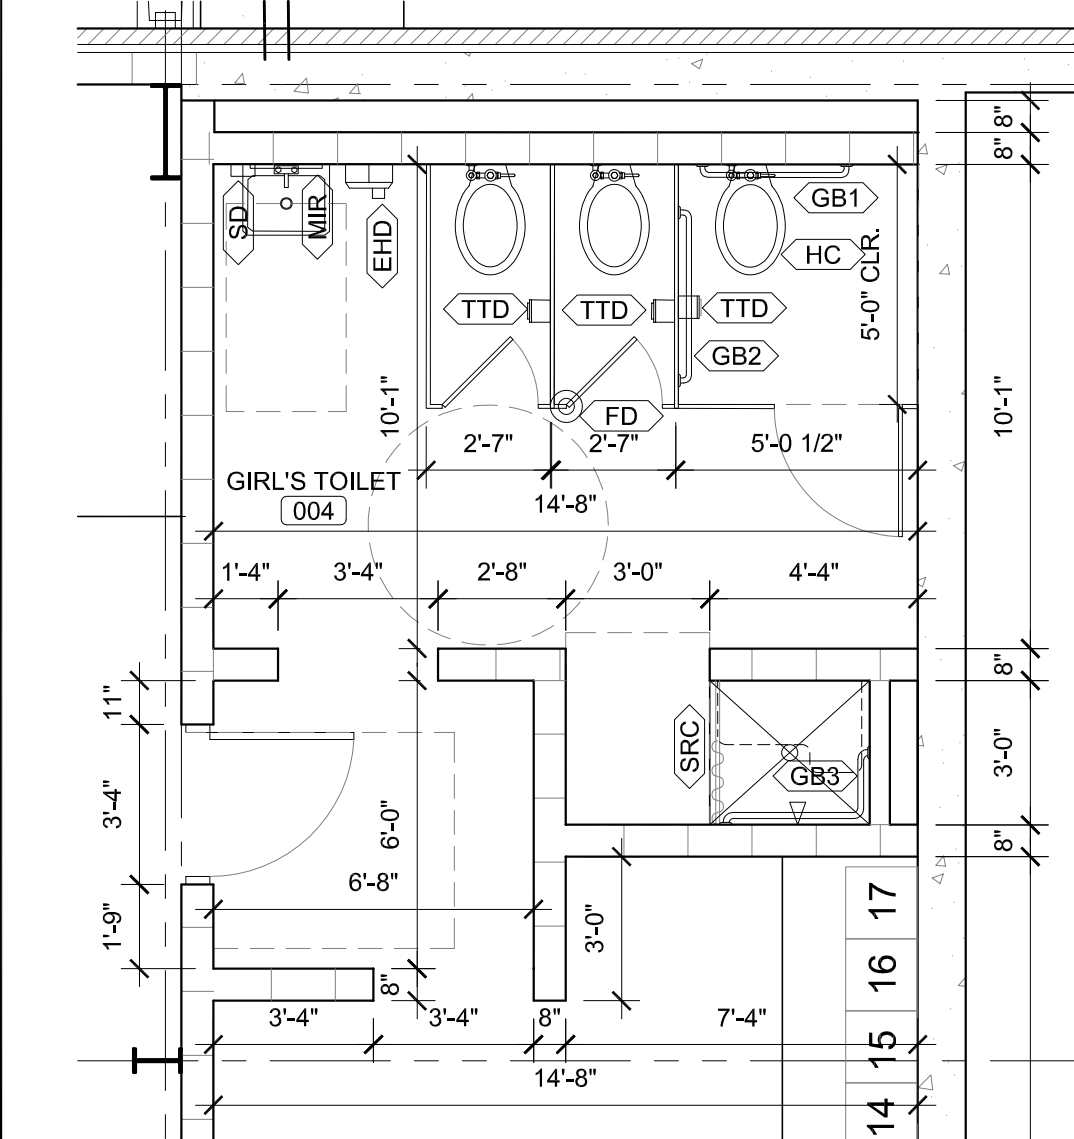 8"
8"
SD
MIR
EHD
GB1
HC
5'-0" CLR.
TTD
TTD
TTD
GB2
FD
10'-1"
10'-1"
2'-7"
2'-7"
5'-0 1/2"
GIRL'S TOILET
004
14'-8"
1'-4"
3'-4"
2'-8"
3'-0"
4'-4"
8"
11"
SRC
GB3
3'-0"
3'-4"
6'-0"
8"
6'-8"
17
1'-9"
3'-0"
16
8"
3'-4"
3'-4"
8"
7'-4"
15
14'-8"
14